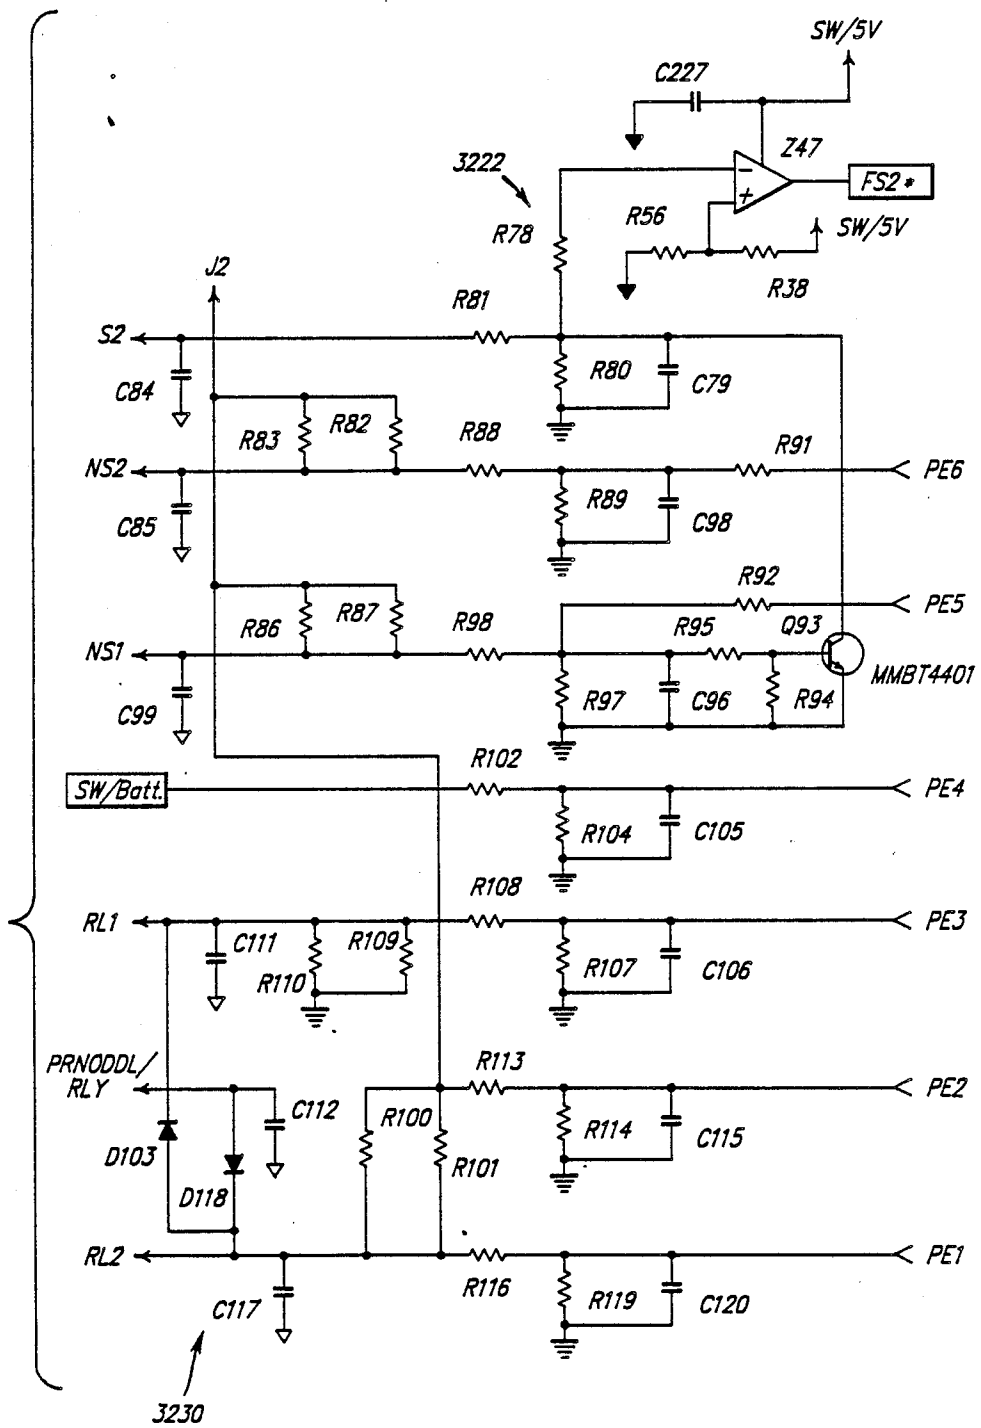 SW/5V
C227
Z47
3222
FS2*
−
+
R56
SW/5V
R78
R38
J2
R81
S2
R80
C79
C84
R83
R82
R88
R91
NS2
PE6
R89
C98
C85
R92
PE5
R86
R87
R98
R95
Q93
NS1
MMBT4401
R97
C96
R94
C99
R102
SW/Batt.
PE4
R104
C105
R108
RL1
PE3
C111
R109
R110
R107
C106
PRNODDL/
RLY
R113
PE2
C112
R100
R114
C115
D103
R101
D118
RL2
PE1
R116
C117
R119
C120
3230